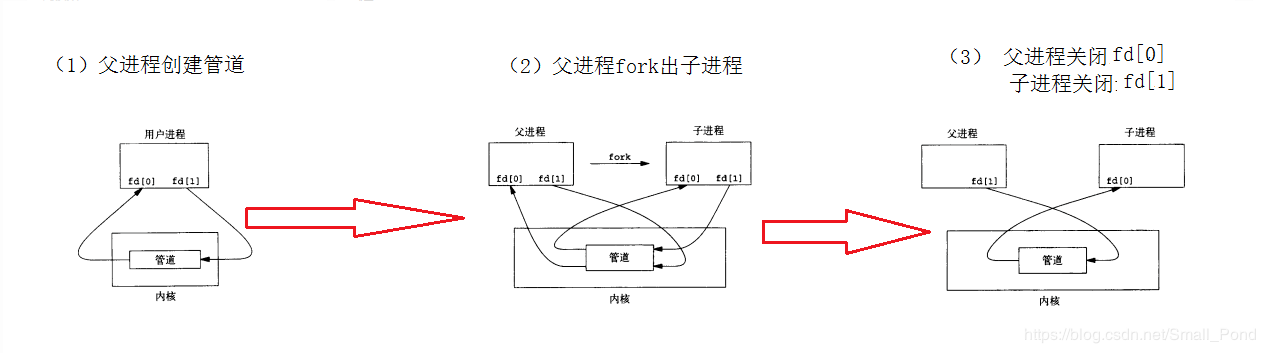 （1）父进程创建管道
用户进程
fd[0] fd[1]
管道
内核
（2）父进程fork出子进程
父进程 子进程
fork
fd[0] fd[1] fd[0] fd[1]
管道
内核
（3） 父进程关闭fd[0]
子进程关闭:fd[1]
父进程 子进程
fd[1] fd[0]
管道
内核
https://blog.csdn.net/Small_Pond